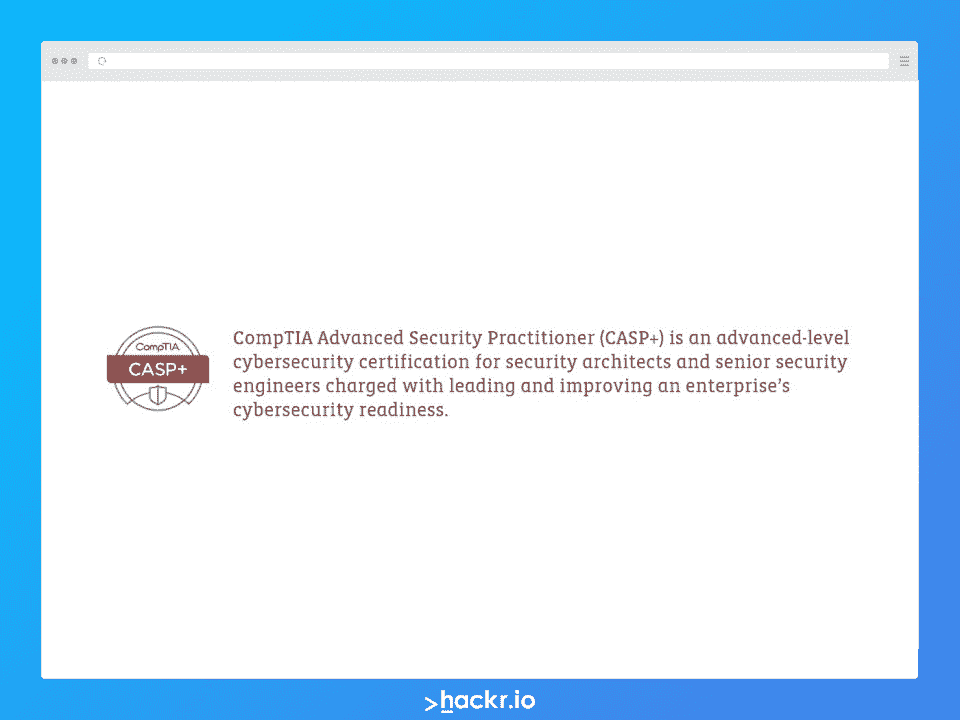 CompTIA
CASP+
CompTIA Advanced Security Practitioner (CASP+) is an advanced-level
cybersecurity certification for security architects and senior security
engineers charged with leading and improving an enterprise’s
cybersecurity readiness.
>hackr.io